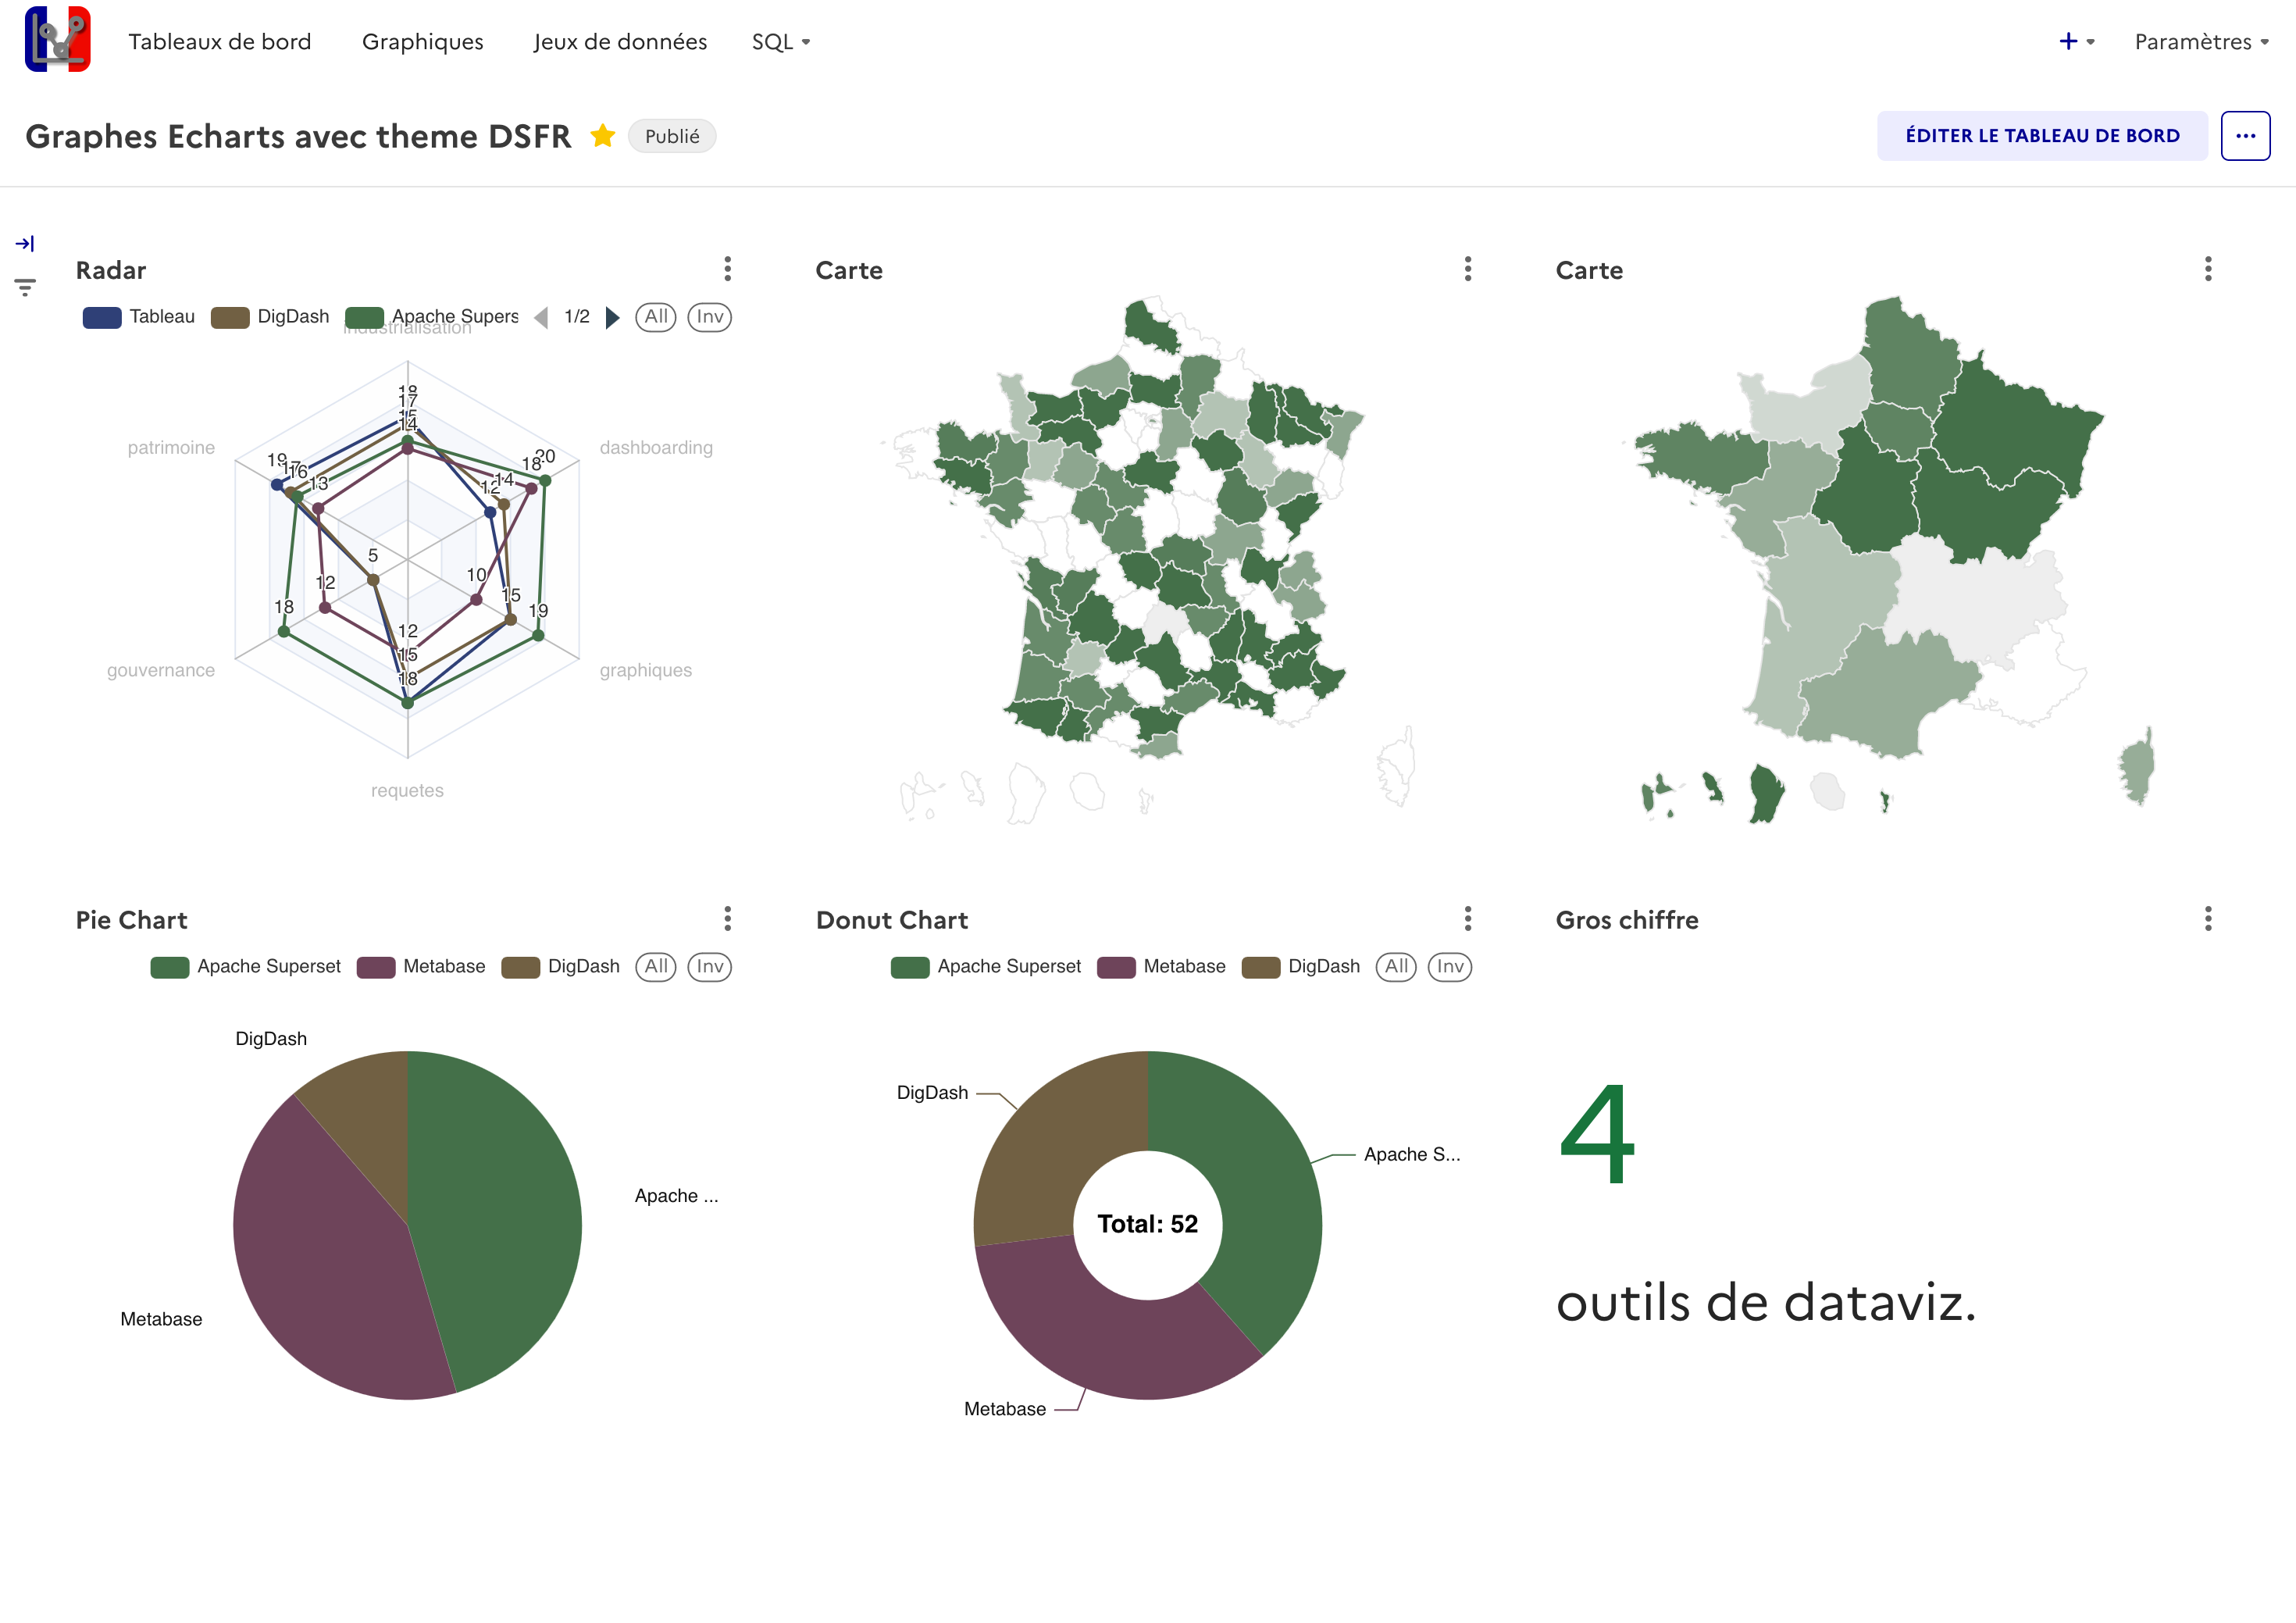 Tableaux de bord Graphiques Jeux de données SQL + Paramètres
Graphes Echarts avec theme DSFR Publié ÉDITER LE TABLEAU DE BORD ...
Radar
Tableau DigDash Apache Supers 1/2 All Inv
industrialisation
18
17
15
14
patrimoine
dashboarding
19
17
16
13
20
18
14
12
5
12
18
10
15
19
12
15
18
gouvernance
graphiques
requetes
Carte
Carte
Pie Chart
Apache Superset Metabase DigDash All Inv
DigDash
Apache ...
Metabase
Donut Chart
Apache Superset Metabase DigDash All Inv
DigDash
Apache S...
Total: 52
Metabase
Gros chiffre
4
outils de dataviz.